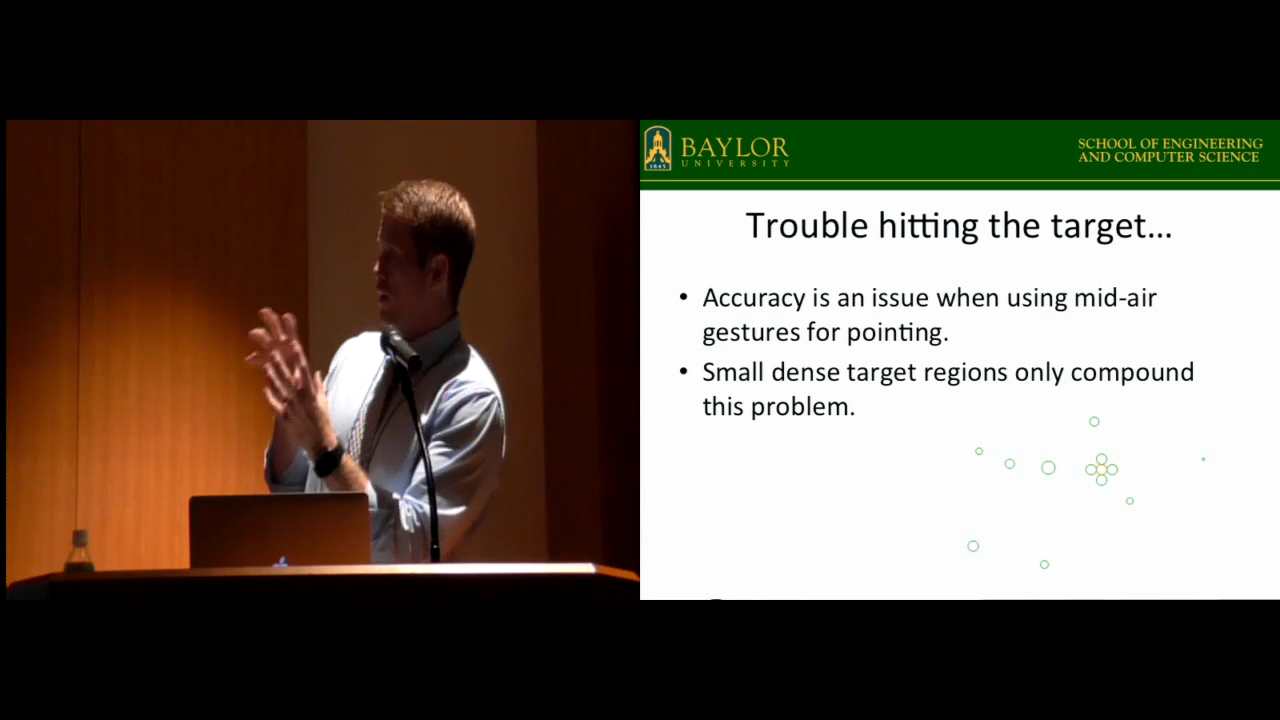 BAYLOR
UNIVERSITY
1845
SCHOOL OF ENGINEERING
AND COMPUTER SCIENCE
Trouble hitting the target...
• Accuracy is an issue when using mid-air
gestures for pointing.
• Small dense target regions only compound
this problem.